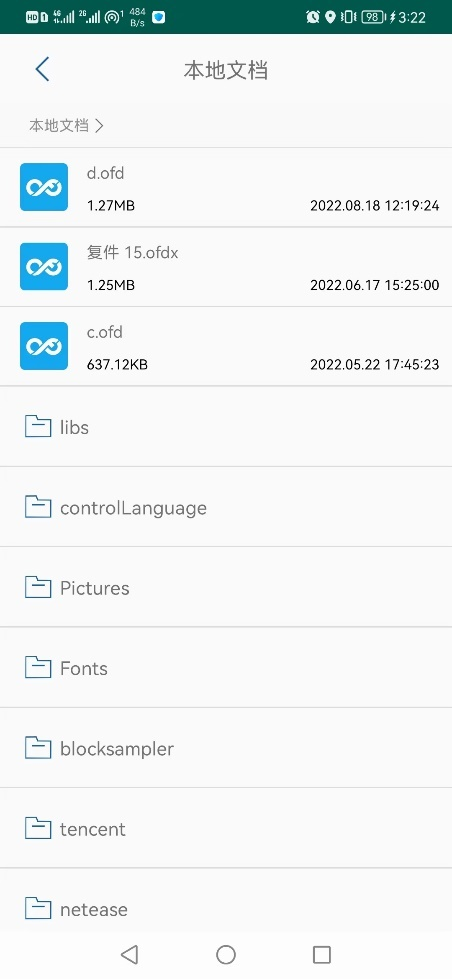 HD 1 4G 2G 1 484 B/s 98 3:22
本地文档
本地文档
d.ofd
1.27MB 2022.08.18 12:19:24
复件 15.ofdx
1.25MB 2022.06.17 15:25:00
c.ofd
637.12KB 2022.05.22 17:45:23
libs
controlLanguage
Pictures
Fonts
blocksampler
tencent
netease